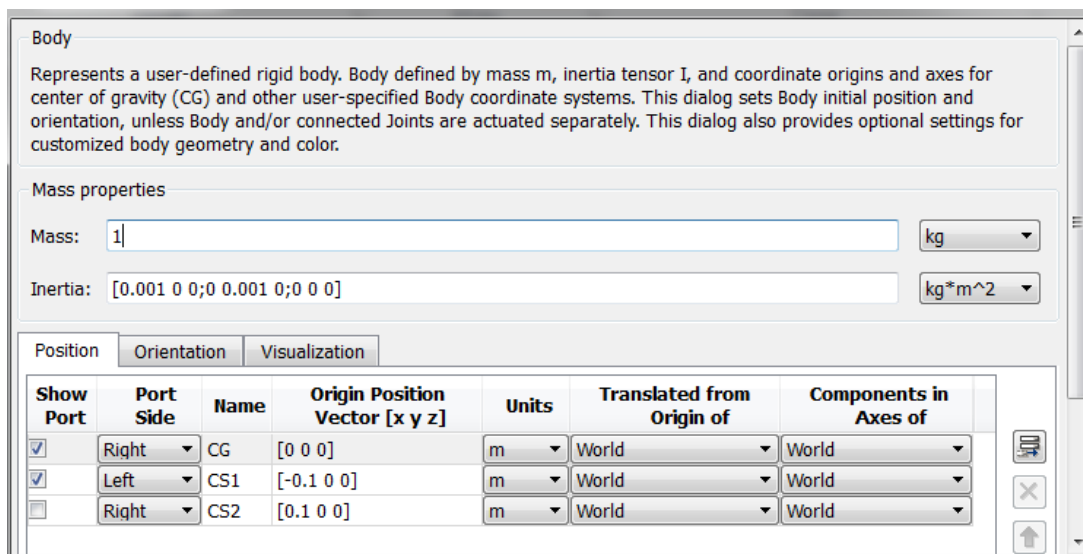 Body
Represents a user-defined rigid body. Body defined by mass m, inertia tensor I, and coordinate origins and axes for
center of gravity (CG) and other user-specified Body coordinate systems. This dialog sets Body initial position and
orientation, unless Body and/or connected Joints are actuated separately. This dialog also provides optional settings for
customized body geometry and color.
Mass properties
Mass: 1 kg
Inertia: [0.001 0 0;0 0.001 0;0 0 0] kg*m^2
Position Orientation Visualization
Show Port Port Side Name Origin Position Vector [x y z] Units Translated from Origin of Components in Axes of
Right CG [0 0 0] m World World
Left CS1 [-0.1 0 0] m World World
Right CS2 [0.1 0 0] m World World